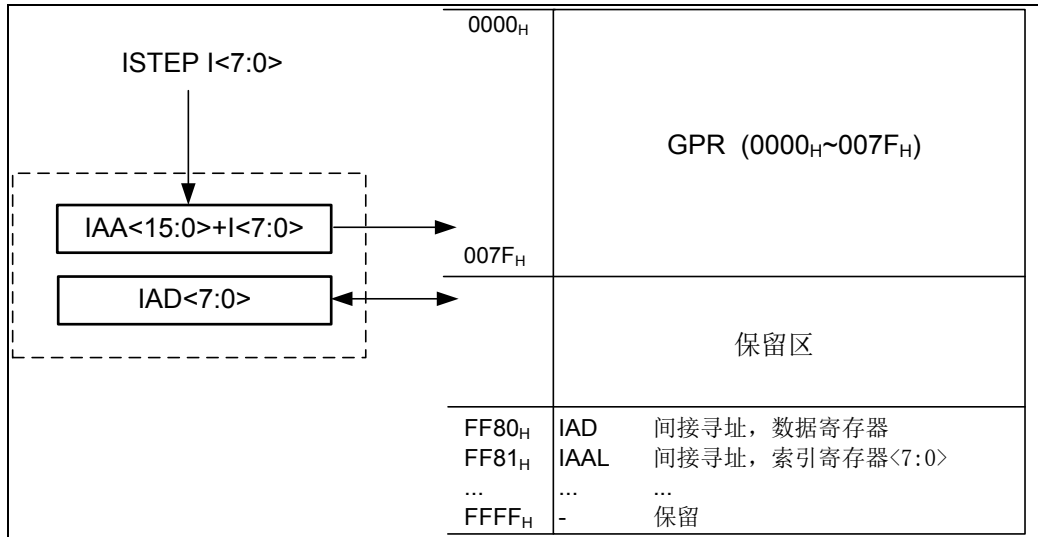 ISTEP I<7:0>
IAA<15:0>+I<7:0>
IAD<7:0>
0000H
GPR (0000H~007FH)
007FH
保留区
FF80H IAD 间接寻址，数据寄存器
FF81H IAAL 间接寻址，索引寄存器<7:0>
... ... ...
FFFFH - 保留